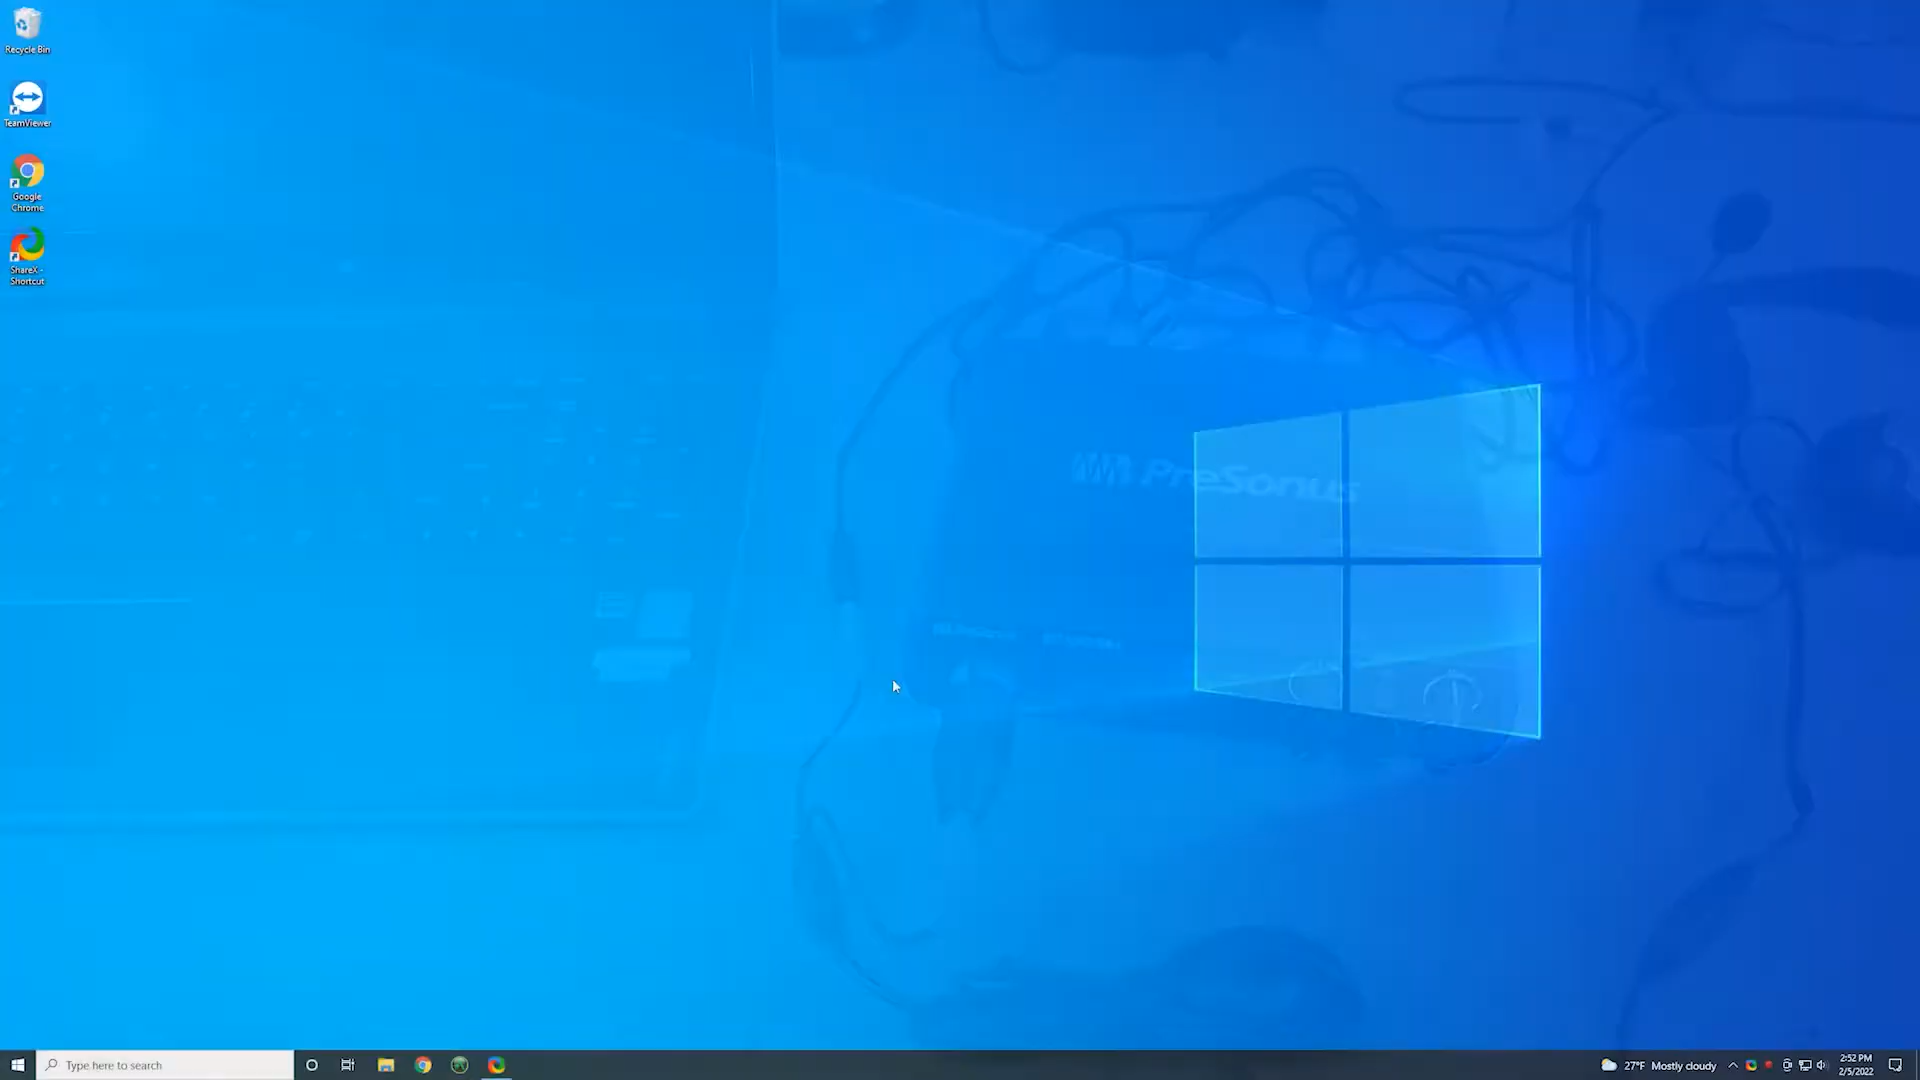 Recycle Bin
TeamViewer
Google
Chrome
ShareX -
Shortcut
PreSonus
Type here to search
27°F Mostly cloudy
2:52 PM
2/5/2022